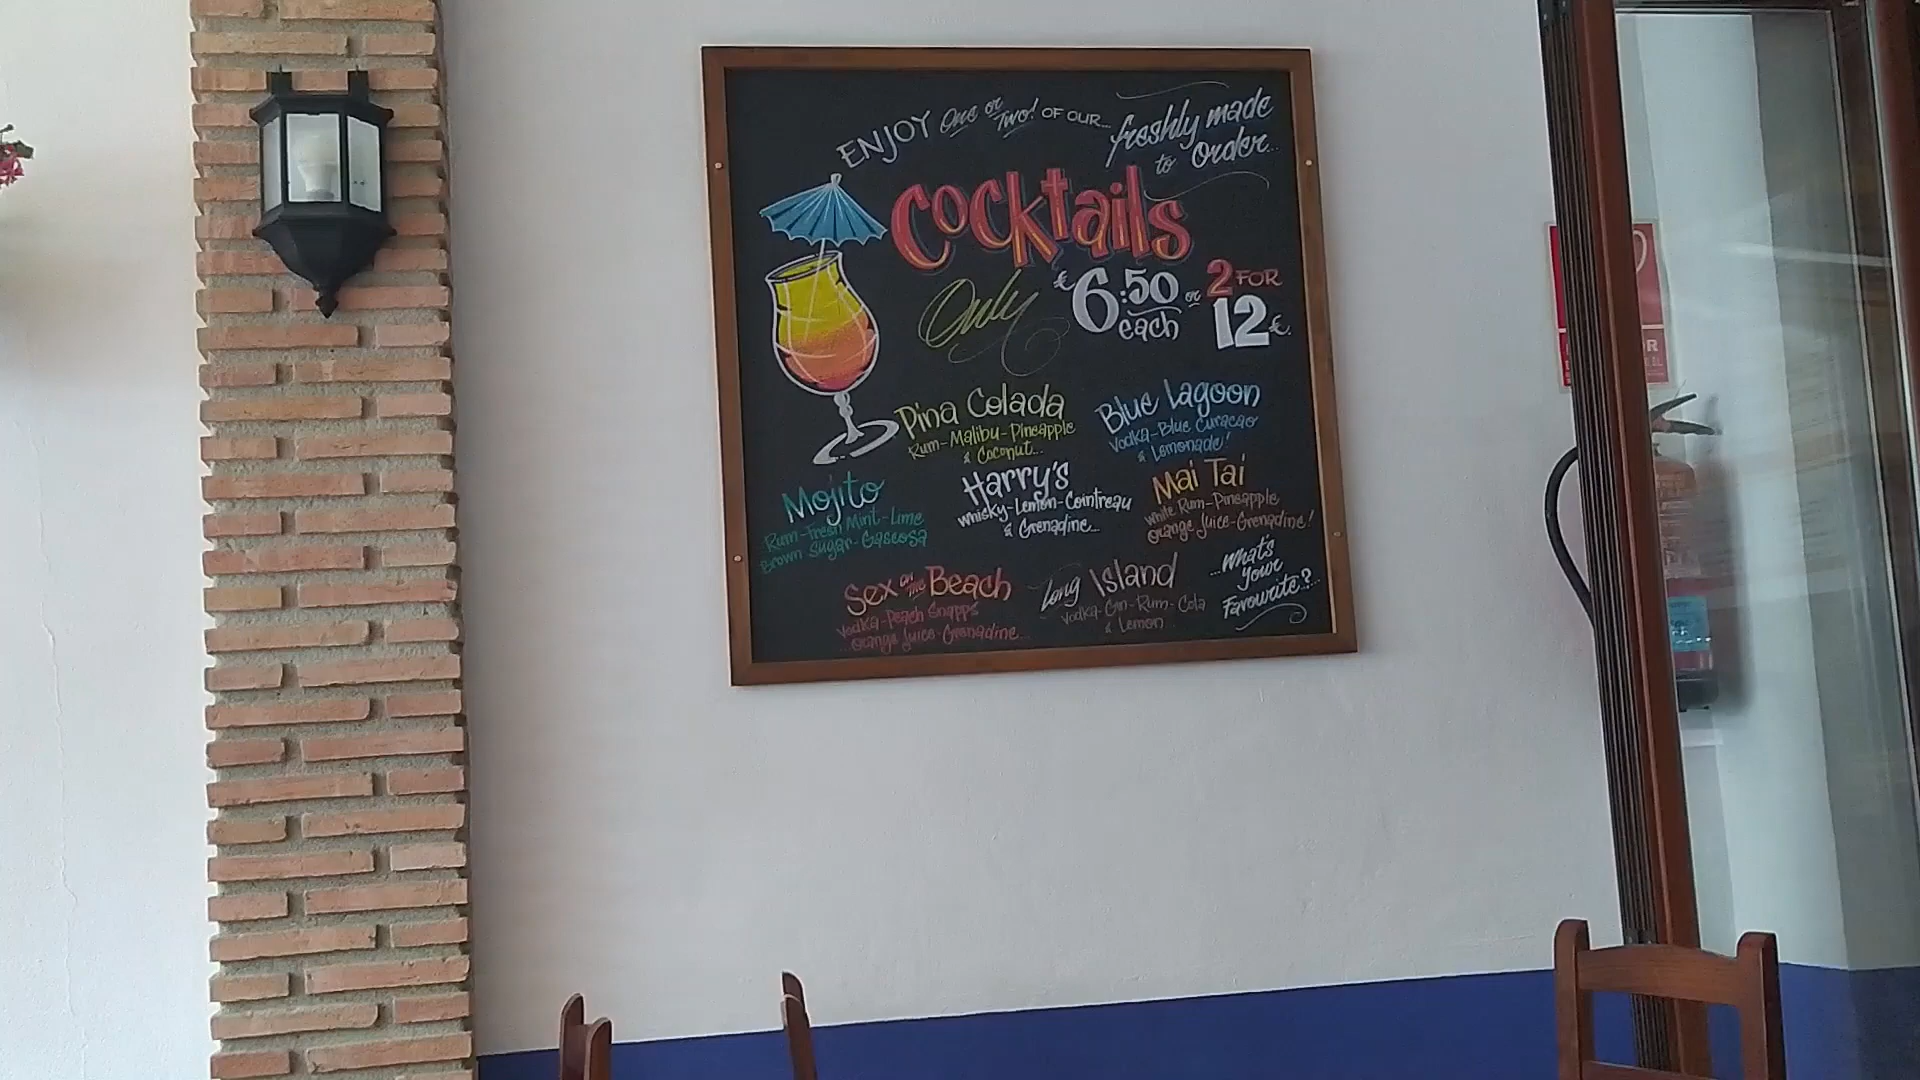 ENJOY One or Two! OF OUR... freshly made
to order...
Cocktails
Only €6:50 each or 2 FOR 12€.
Pina Colada
Rum-Malibu-Pineapple
& Coconut...
Blue Lagoon
Vodka-Blue Curacao
& Lemonade!
Mojito
Rum-Fresh Mint-Lime
Brown Sugar-Gaseosa
Harry's
Whisky-Lemon-Cointreau
& Grenadine...
Mai Tai
White Rum-Pineapple
Orange Juice-Grenadine!
Sex on the Beach
Vodka-Peach Snapps
...Orange Juice-Grenadine...
Long Island
Vodka-Gin-Rum-Cola
& Lemon...
...What's
Your
Favourite..?...